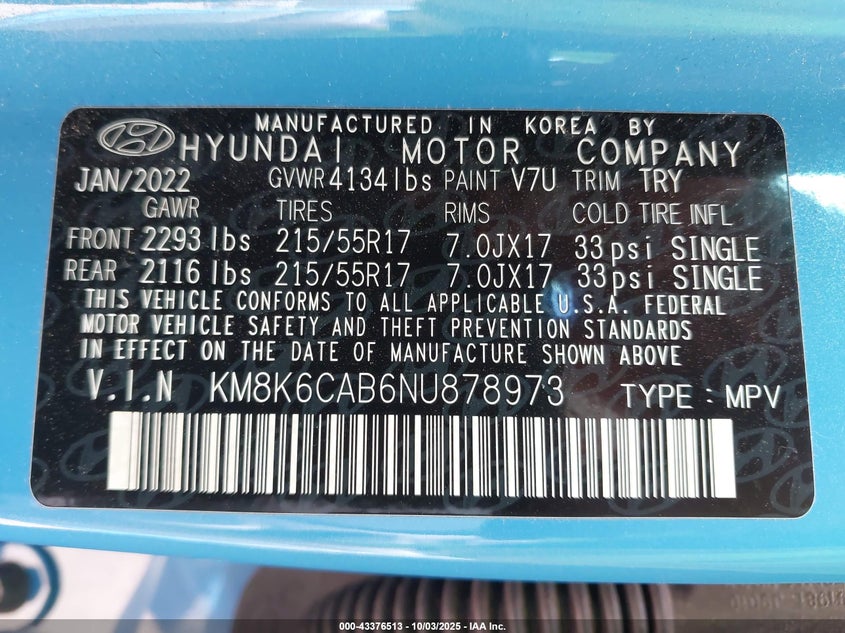 MANUFACTURED IN KOREA BY
HYUNDAI MOTOR COMPANY
JAN/2022 GVWR 4134lbs PAINT V7U TRIM TRY
GAWR TIRES RIMS COLD TIRE INFL
FRONT 2293 lbs 215/55R17 7.0JX17 33psi SINGLE
REAR 2116 lbs 215/55R17 7.0JX17 33psi SINGLE
THIS VEHICLE CONFORMS TO ALL APPLICABLE U.S.A. FEDERAL
MOTOR VEHICLE SAFETY AND THEFT PREVENTION STANDARDS
IN EFFECT ON THE DATE OF MANUFACTURE SHOWN ABOVE
V.I.N KM8K6CAB6NU878973 TYPE: MPV
000-43376513 - 10/03/2025 - IAA Inc.